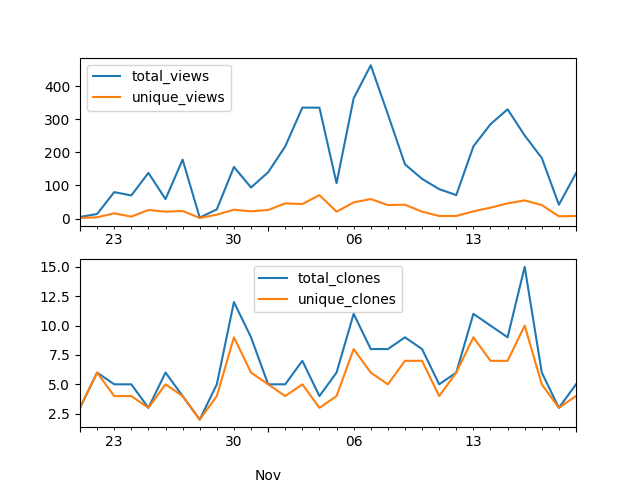 total_views
unique_views
400
300
200
100
0
23 30 06 13
total_clones
unique_clones
15.0
12.5
10.0
7.5
5.0
2.5
23 30 06 13
Nov